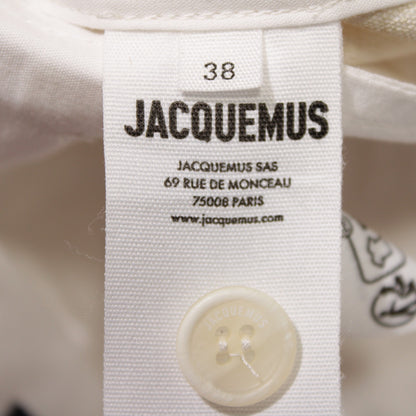 38
JACQUEMUS
JACQUEMUS SAS
69 RUE DE MONCEAU
75008 PARIS
www.jacquemus.com
JACQUEMUS